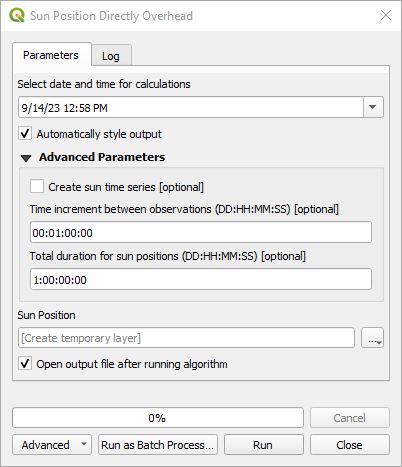 Sun Position Directly Overhead
Parameters
Log
Select date and time for calculations
9/14/23 12:58 PM
Automatically style output
Advanced Parameters
Create sun time series [optional]
Time increment between observations (DD:HH:MM:SS) [optional]
00:01:00:00
Total duration for sun positions (DD:HH:MM:SS) [optional]
1:00:00:00
Sun Position
[Create temporary layer]
...
Open output file after running algorithm
0%
Cancel
Advanced
Run as Batch Process...
Run
Close